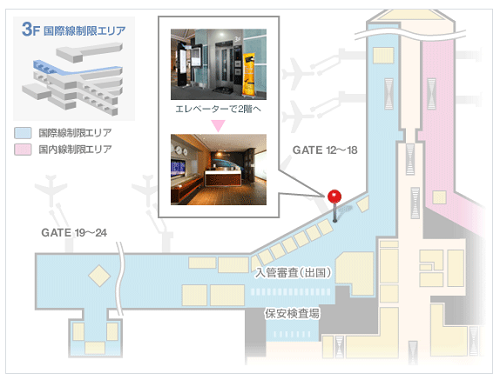 3F 国際線制限エリア
国際線制限エリア
国内線制限エリア
エレベーターで2階へ
GATE 12～18
GATE 19～24
入管審査（出国）
保安検査場